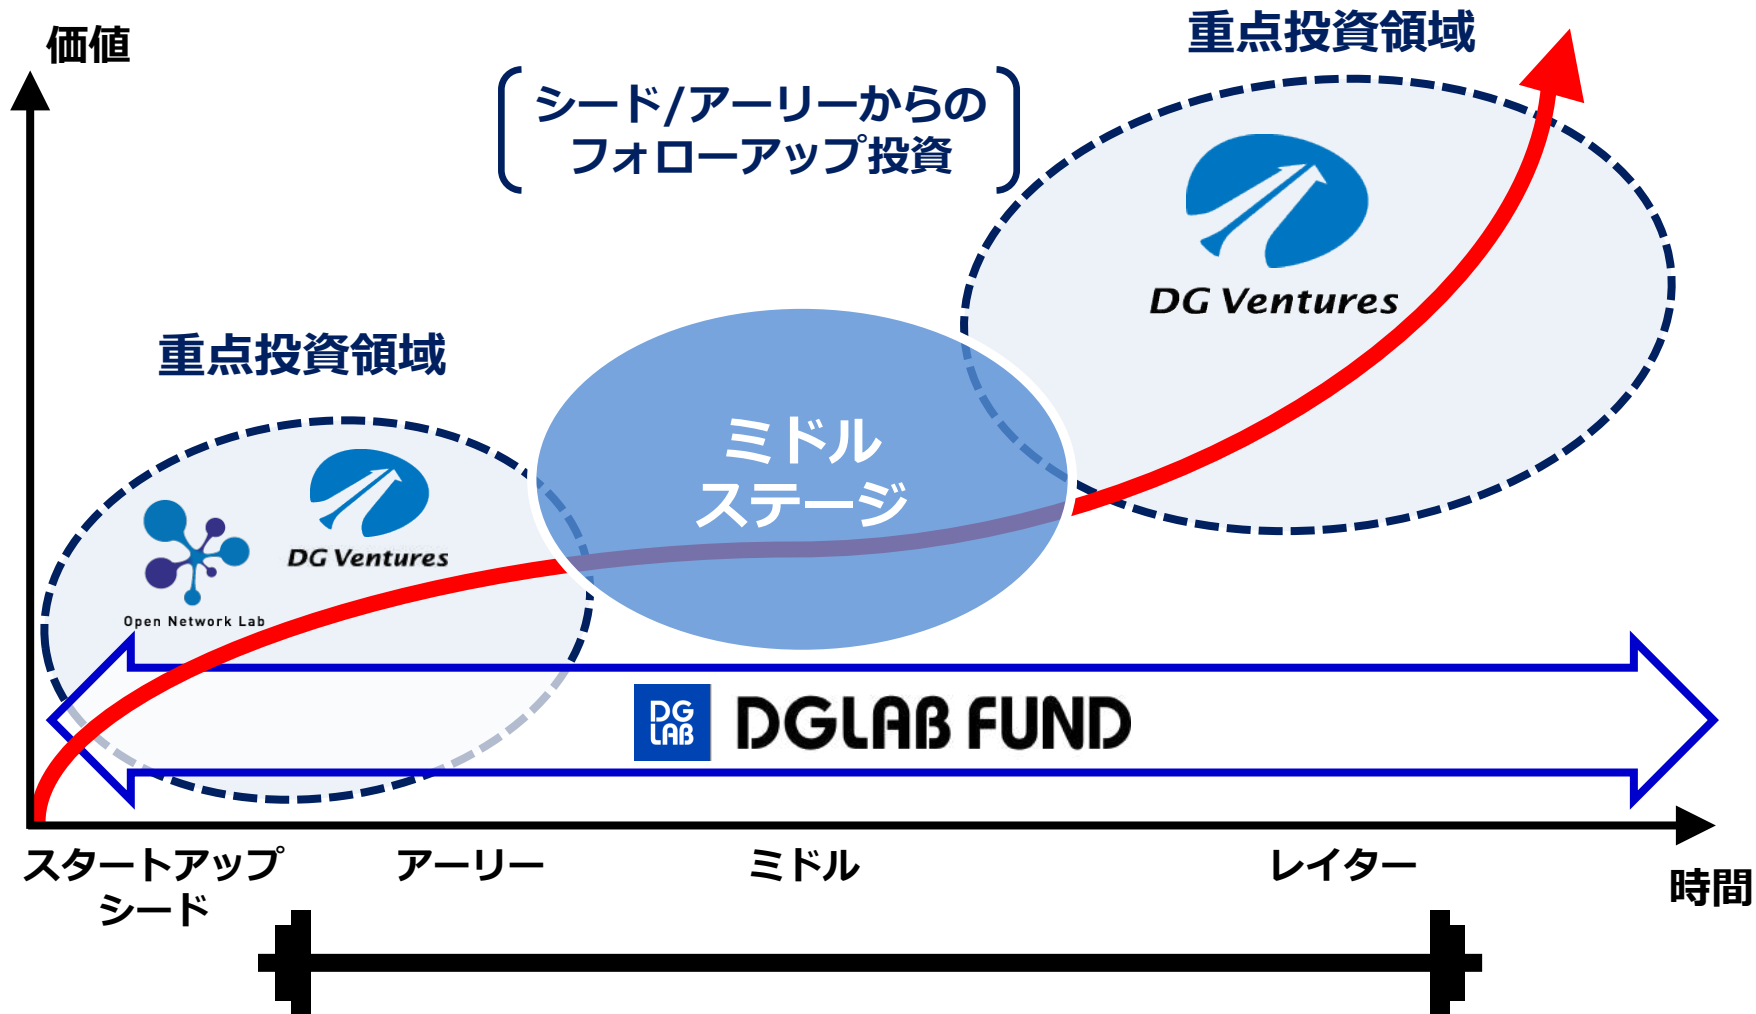 価値
重点投資領域
シード/アーリーからの
フォローアップ投資
DG Ventures
重点投資領域
ミドル
ステージ
DG Ventures
Open Network Lab
DG
LAB
DGLAB FUND
スタートアップ
シード
アーリー
ミドル
レイター
時間